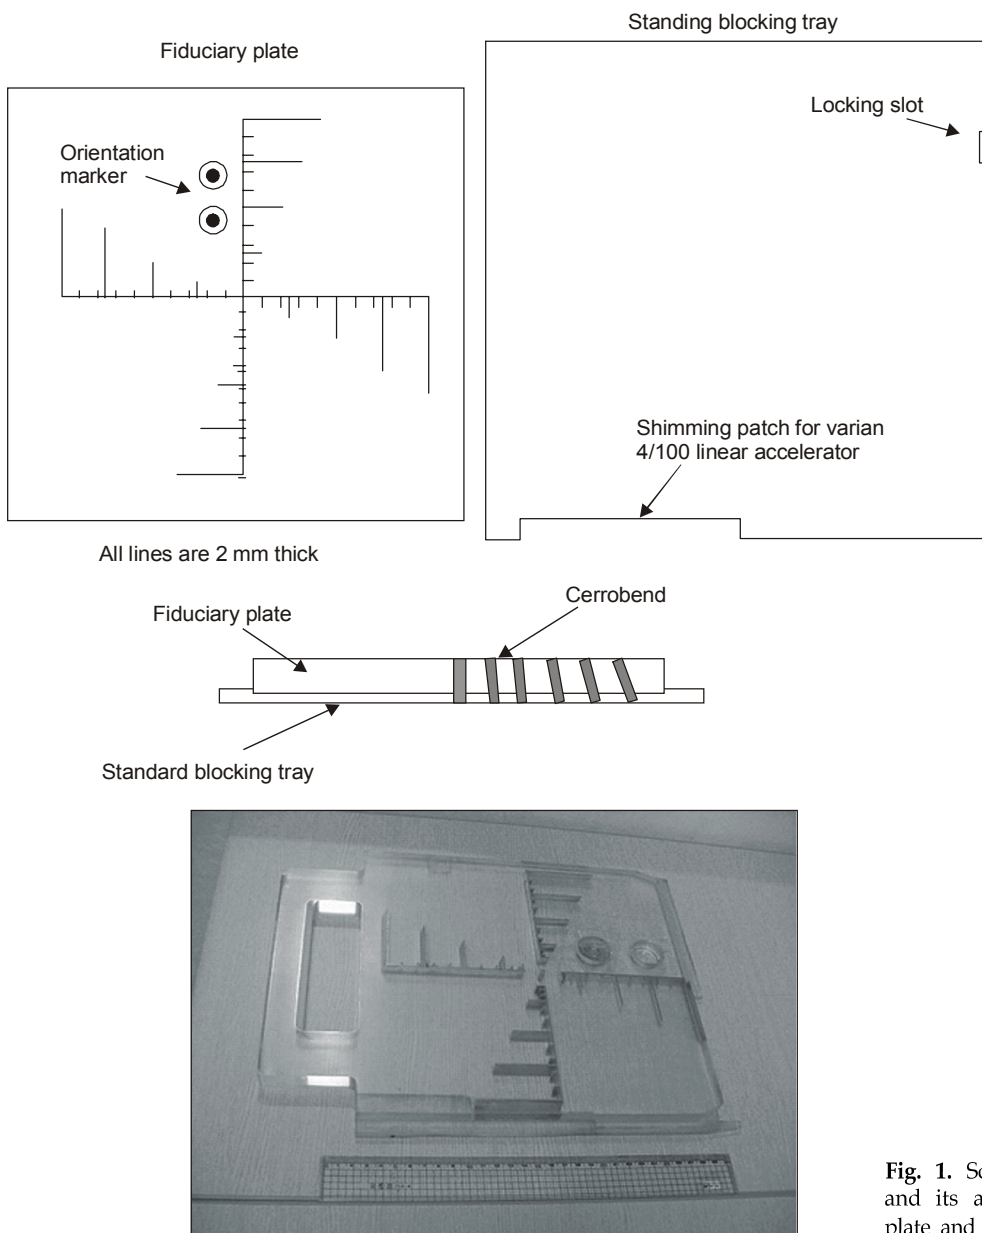 Standing blocking tray
Fiduciary plate
Locking slot
Orientation
marker
Shimming patch for varian
4/100 linear accelerator
All lines are 2 mm thick
Cerrobend
Fiduciary plate
Standard blocking tray
Fig. 1.
and its
plate and